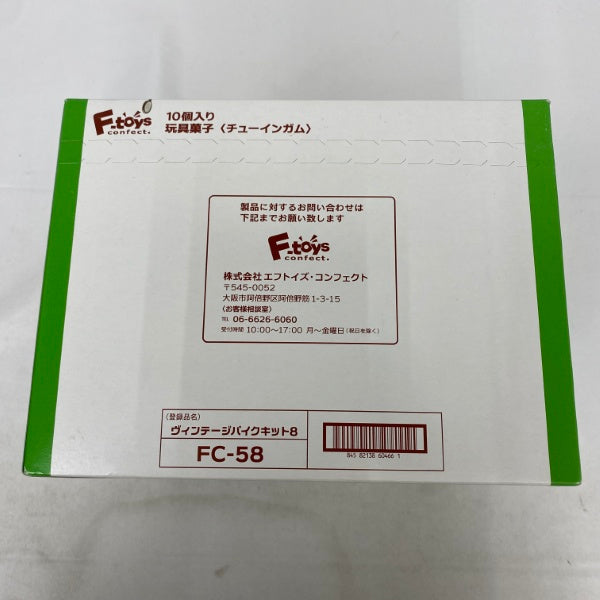 F-toys
confect.
10個入り
玩具菓子〈チューインガム〉
製品に対するお問い合わせは
下記までお願い致します
F-toys
confect.
株式会社 エフトイズ・コンフェクト
〒545-0052
大阪市阿倍野区阿倍野筋1-3-15
〈お客様相談室〉
TEL 06-6626-6060
受付時間 10:00〜17:00 月〜金曜日(祝日を除く)
〈登録品名〉
ヴィンテージバイクキット8
FC-58
845 82138 60466 1